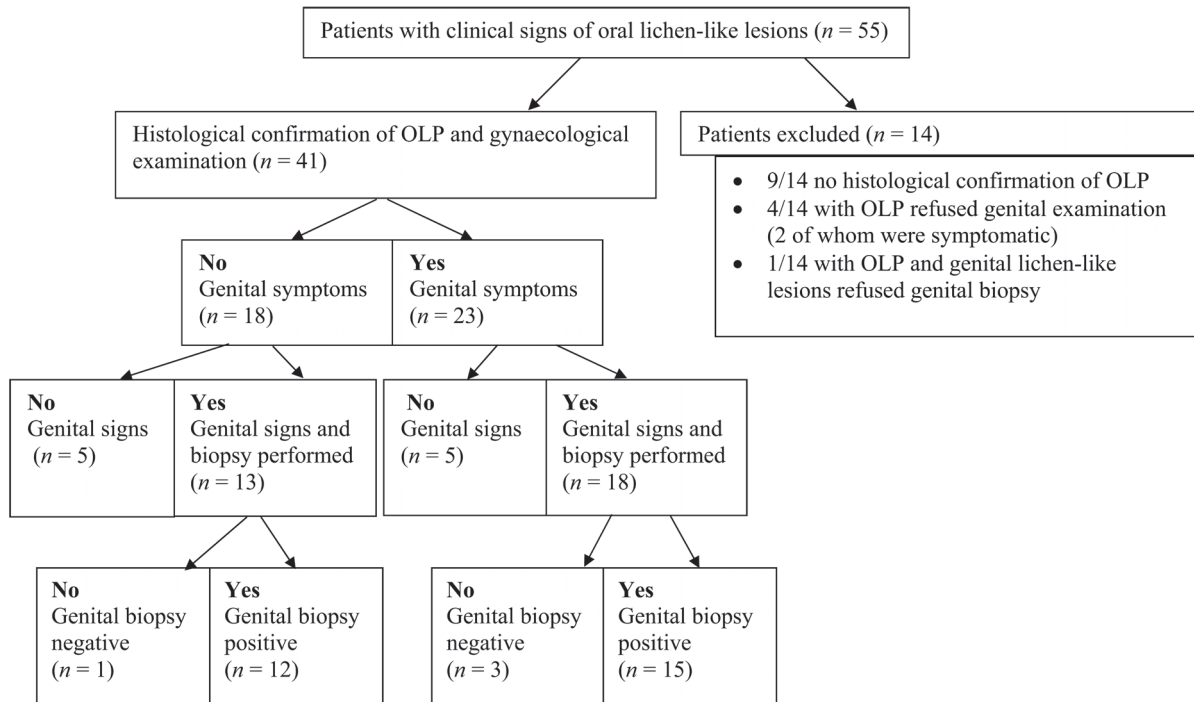 Patients with clinical signs of oral lichen-like lesions (n = 55)
Histological confirmation of OLP and gynaecological
examination (n = 41)
Patients excluded (n = 14)
• 9/14 no histological confirmation of OLP
• 4/14 with OLP refused genital examination
(2 of whom were symptomatic)
• 1/14 with OLP and genital lichen-like
lesions refused genital biopsy
No
Genital symptoms
(n = 18)
Yes
Genital symptoms
(n = 23)
No
Genital signs
(n = 5)
Yes
Genital signs and
biopsy performed
(n = 13)
No
Genital signs
(n = 5)
Yes
Genital signs and
biopsy performed
(n = 18)
No
Genital biopsy
negative
(n = 1)
Yes
Genital biopsy
positive
(n = 12)
No
Genital biopsy
negative
(n = 3)
Yes
Genital biopsy
positive
(n = 15)